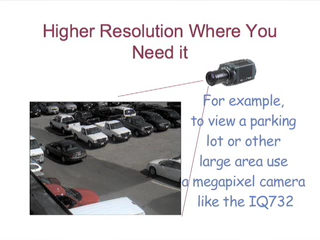 Higher Resolution Where You
Need it
For example,
to view a parking
lot or other
large area use
a megapixel camera
like the IQ732